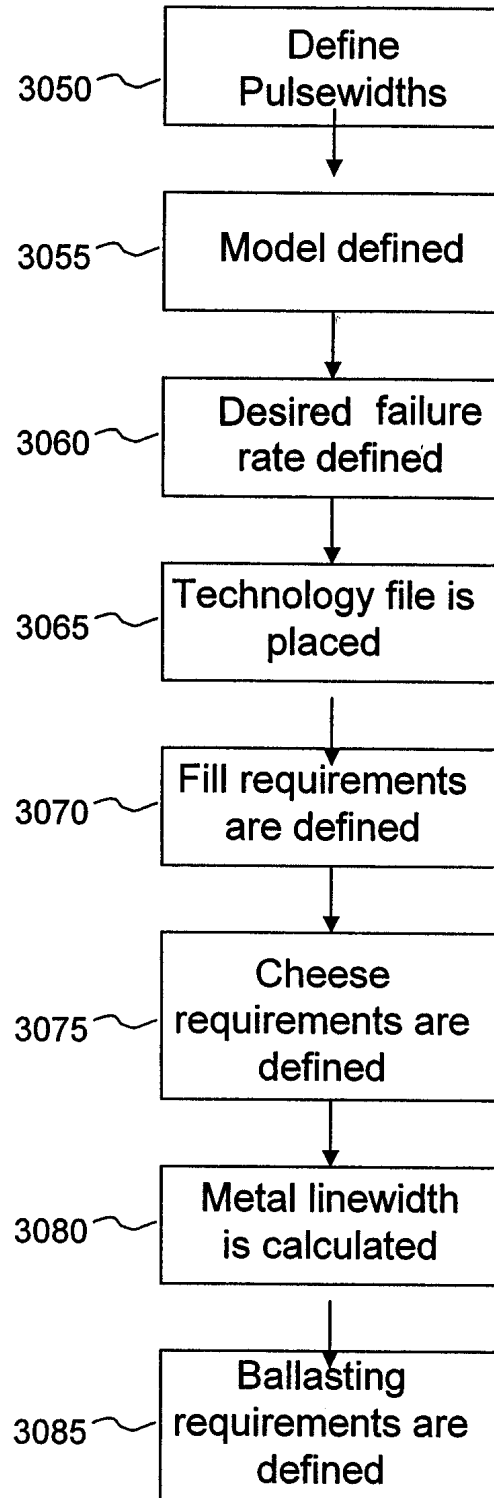 3050
Define
Pulsewidths
3055
Model defined
3060
Desired failure
rate defined
3065
Technology file is
placed
3070
Fill requirements
are defined
3075
Cheese
requirements are
defined
3080
Metal linewidth
is calculated
3085
Ballasting
requirements are
defined